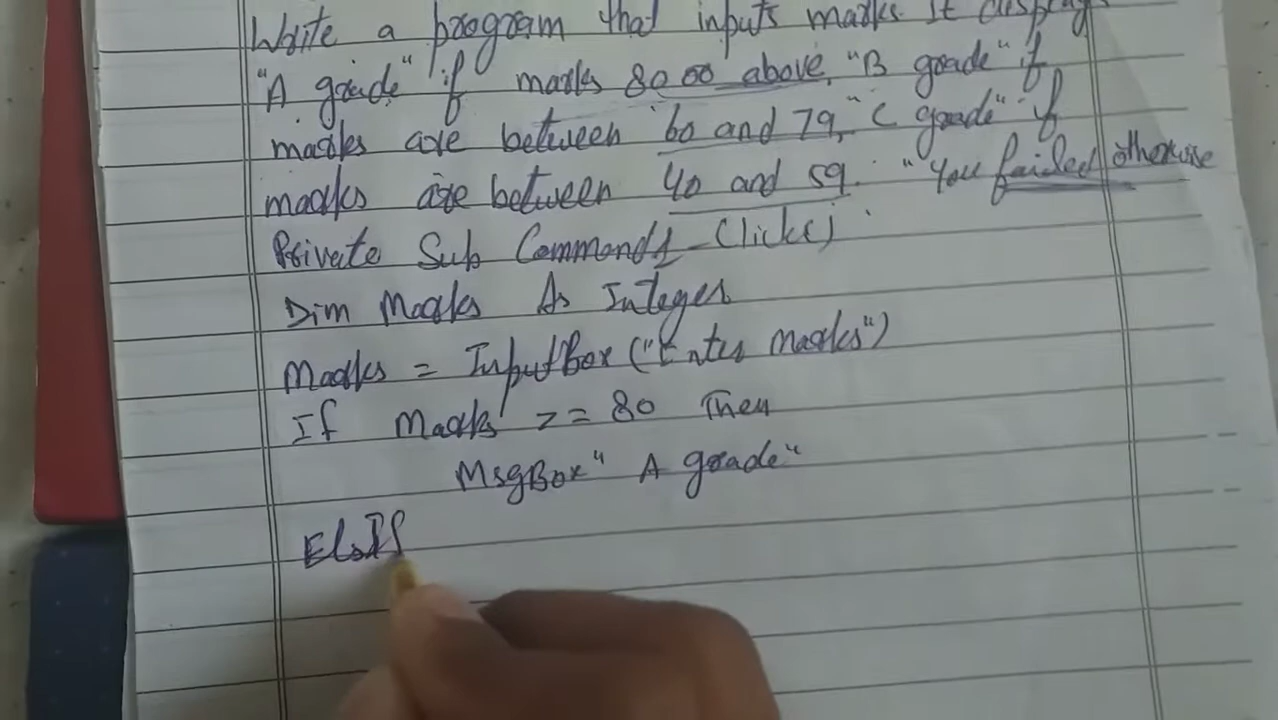 Write a program that inputs marks It displays
"A grade" if marks 80 or above, "B grade" if
marks are between 60 and 79, "C grade" if
marks are between 40 and 59. "You failed otherwise
Private Sub Command1_Click()
Dim Marks As Integer
Marks = InputBox("Enter marks")
If Marks >= 80 Then
MsgBox "A grade"
ElsIf